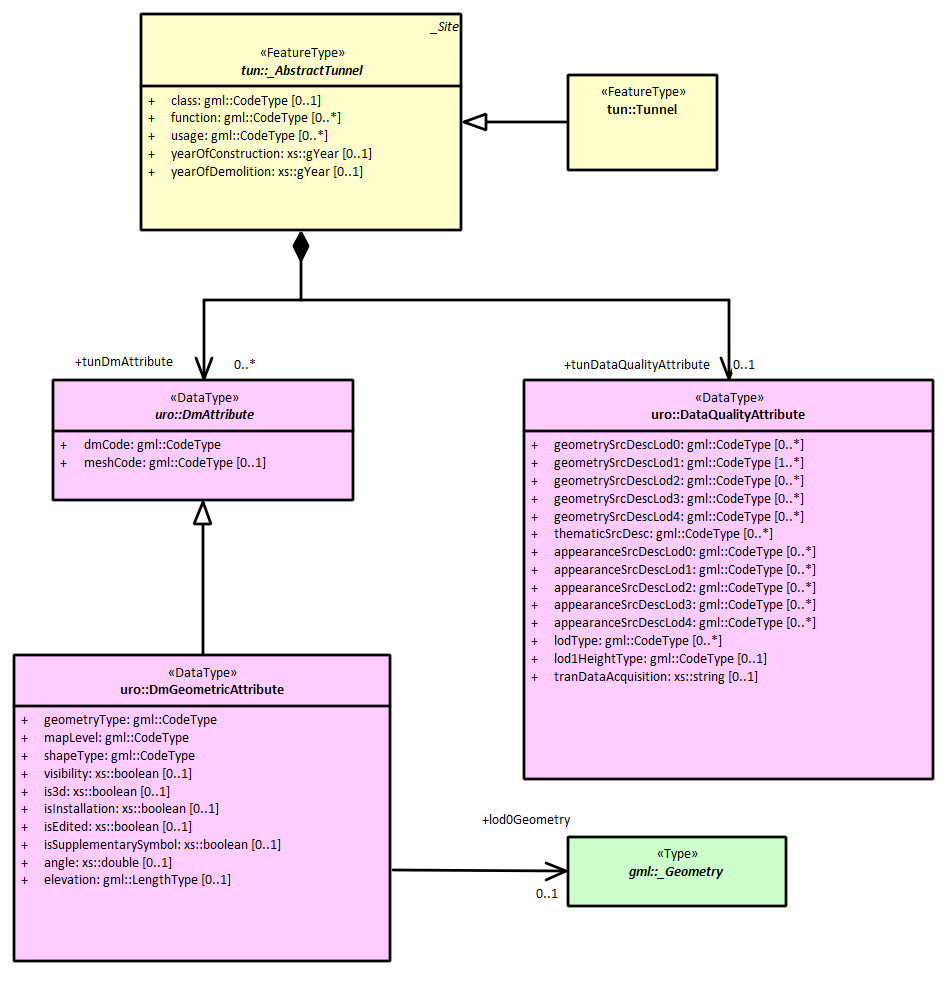 _Site
«FeatureType»
tun::_AbstractTunnel
+ class: gml::CodeType [0..1]
+ function: gml::CodeType [0..*]
+ usage: gml::CodeType [0..*]
+ yearOfConstruction: xs::gYear [0..1]
+ yearOfDemolition: xs::gYear [0..1]
«FeatureType»
tun::Tunnel
+tunDmAttribute
0..*
+tunDataQualityAttribute
0..1
«DataType»
uro::DmAttribute
+ dmCode: gml::CodeType
+ meshCode: gml::CodeType [0..1]
«DataType»
uro::DataQualityAttribute
+ geometrySrcDescLod0: gml::CodeType [0..*]
+ geometrySrcDescLod1: gml::CodeType [1..*]
+ geometrySrcDescLod2: gml::CodeType [0..*]
+ geometrySrcDescLod3: gml::CodeType [0..*]
+ geometrySrcDescLod4: gml::CodeType [0..*]
+ thematicSrcDesc: gml::CodeType [0..*]
+ appearanceSrcDescLod0: gml::CodeType [0..*]
+ appearanceSrcDescLod1: gml::CodeType [0..*]
+ appearanceSrcDescLod2: gml::CodeType [0..*]
+ appearanceSrcDescLod3: gml::CodeType [0..*]
+ appearanceSrcDescLod4: gml::CodeType [0..*]
+ lodType: gml::CodeType [0..*]
+ lod1HeightType: gml::CodeType [0..1]
+ tranDataAcquisition: xs::string [0..1]
«DataType»
uro::DmGeometricAttribute
+ geometryType: gml::CodeType
+ mapLevel: gml::CodeType
+ shapeType: gml::CodeType
+ visibility: xs::boolean [0..1]
+ is3d: xs::boolean [0..1]
+ isInstallation: xs::boolean [0..1]
+ isEdited: xs::boolean [0..1]
+ isSupplementarySymbol: xs::boolean [0..1]
+ angle: xs::double [0..1]
+ elevation: gml::LengthType [0..1]
+lod0Geometry
0..1
«Type»
gml::_Geometry